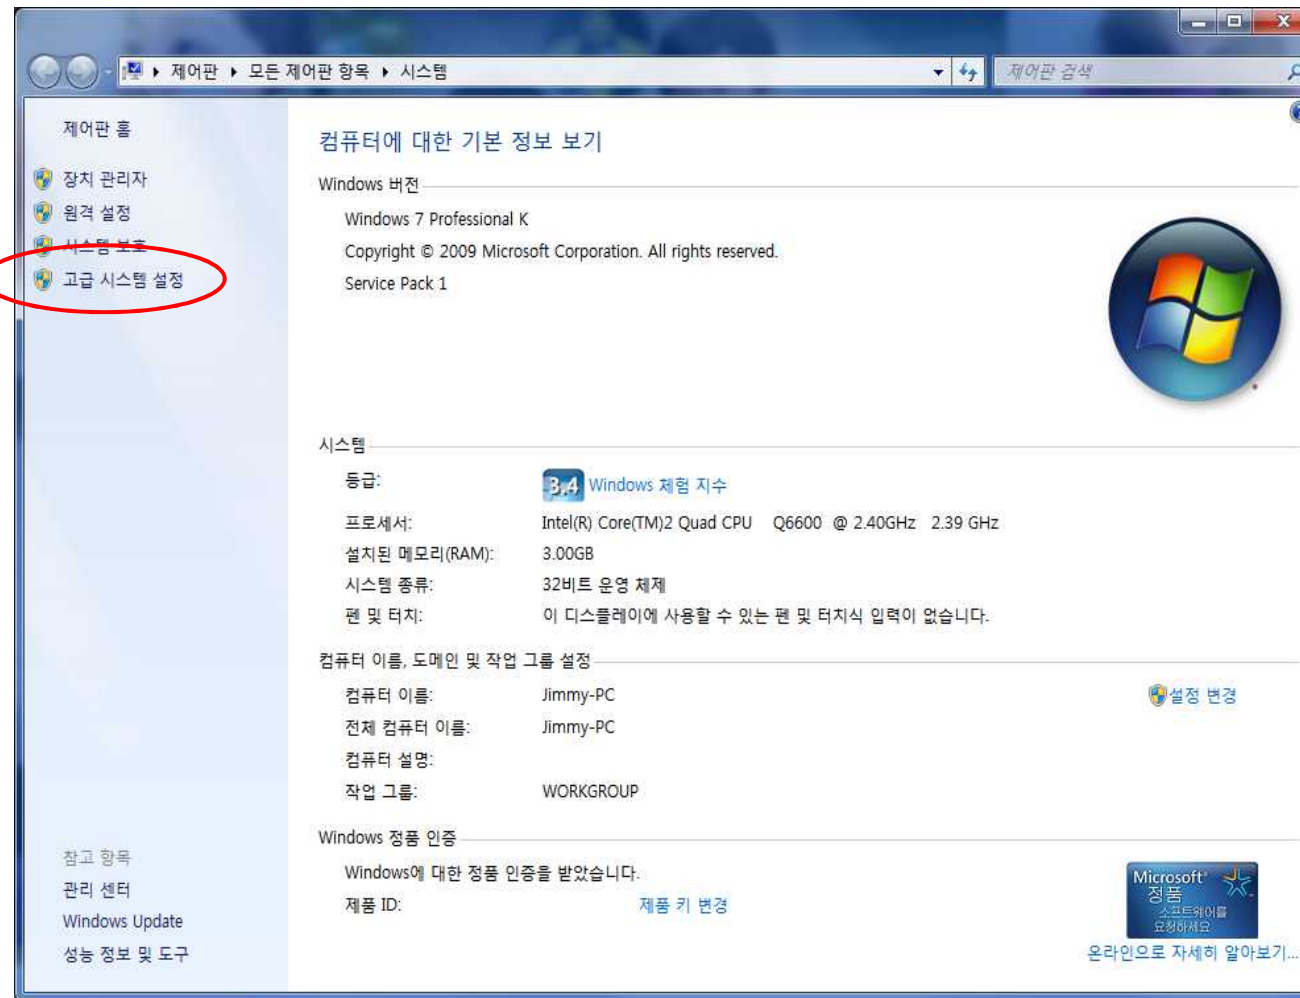 제어판 ▸ 모든 제어판 항목 ▸ 시스템
제어판 검색
제어판 홈
장치 관리자
원격 설정
시스템 보호
고급 시스템 설정
컴퓨터에 대한 기본 정보 보기
Windows 버전
Windows 7 Professional K
Copyright © 2009 Microsoft Corporation. All rights reserved.
Service Pack 1
시스템
등급: 3.4 Windows 체험 지수
프로세서: Intel(R) Core(TM)2 Quad CPU Q6600 @ 2.40GHz 2.39 GHz
설치된 메모리(RAM): 3.00GB
시스템 종류: 32비트 운영 체제
펜 및 터치: 이 디스플레이에 사용할 수 있는 펜 및 터치식 입력이 없습니다.
컴퓨터 이름, 도메인 및 작업 그룹 설정
컴퓨터 이름: Jimmy-PC 설정 변경
전체 컴퓨터 이름: Jimmy-PC
컴퓨터 설명:
작업 그룹: WORKGROUP
Windows 정품 인증
Windows에 대한 정품 인증을 받았습니다.
제품 ID: 제품 키 변경
Microsoft
정품
소프트웨어를
요청하세요
온라인으로 자세히 알아보기...
참고 항목
관리 센터
Windows Update
성능 정보 및 도구